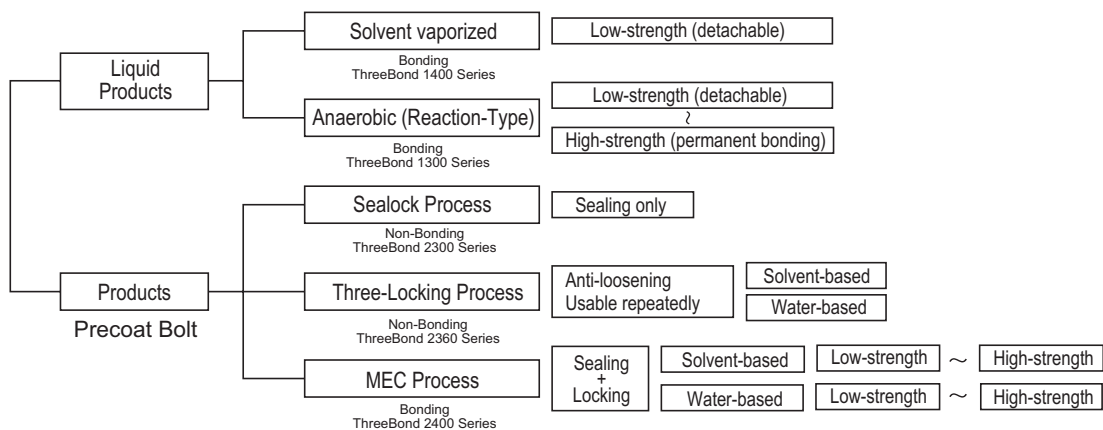 Liquid
Products
Solvent vaporized
Bonding
ThreeBond 1400 Series
Low-strength (detachable)
Anaerobic (Reaction-Type)
Bonding
ThreeBond 1300 Series
Low-strength (detachable)
~
High-strength (permanent bonding)
Products
Precoat Bolt
Sealock Process
Non-Bonding
ThreeBond 2300 Series
Sealing only
Three-Locking Process
Non-Bonding
ThreeBond 2360 Series
Anti-loosening
Usable repeatedly
Solvent-based
Water-based
MEC Process
Bonding
ThreeBond 2400 Series
Sealing
+
Locking
Solvent-based
Low-strength ~ High-strength
Water-based
Low-strength ~ High-strength